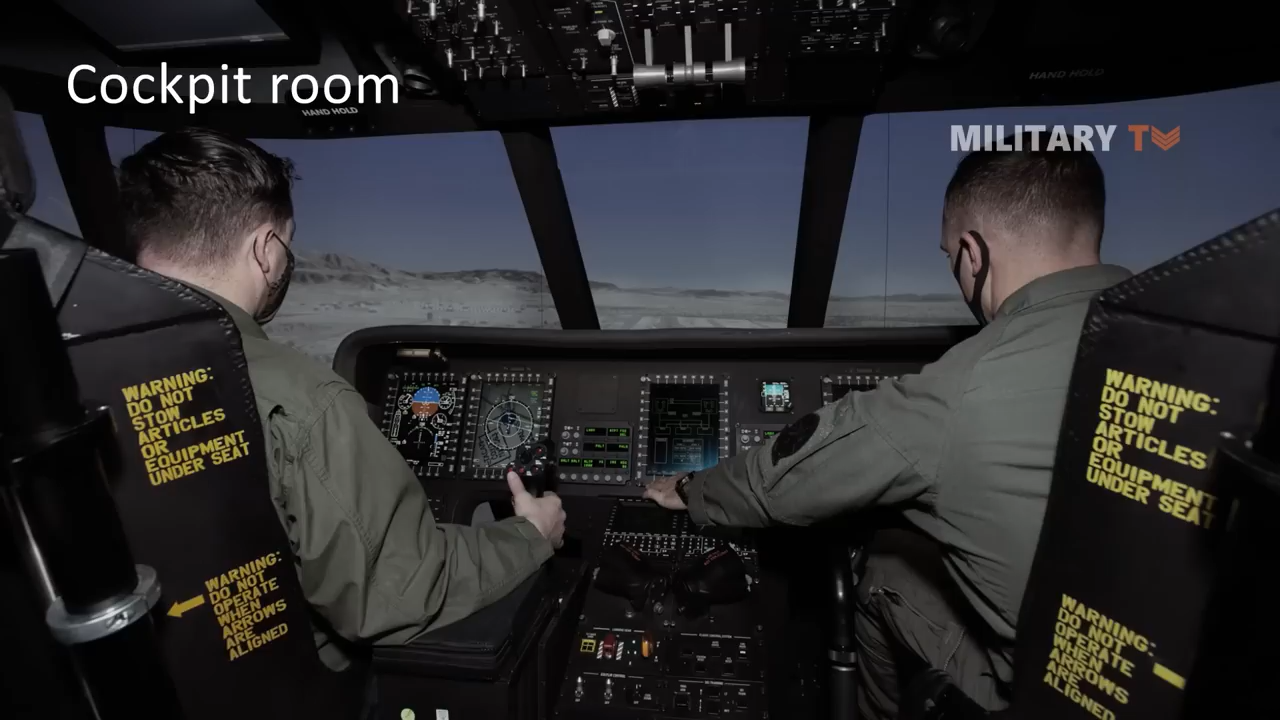 Cockpit room
HAND HOLD
HAND HOLD
MILITARY TV
WARNING:
DO NOT
STOW
ARTICLES
OR
EQUIPMENT
UNDER SEAT
WARNING:
DO NOT
STOW
ARTICLES
OR
EQUIPMENT
UNDER SEAT
WARNING:
DO NOT
OPERATE
WHEN
ARROWS
ARE
ALIGNED
WARNING:
DO NOT
OPERATE
WHEN
ARROWS
ARE
ALIGNED